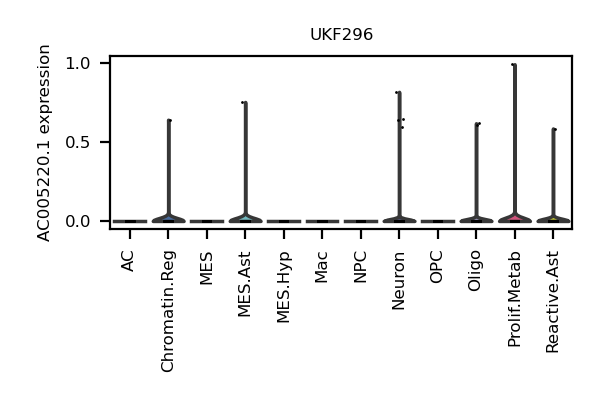 UKF296
AC005220.1 expression
1.0
0.5
0.0
AC
Chromatin.Reg
MES
MES.Ast
MES.Hyp
Mac
NPC
Neuron
OPC
Oligo
Prolif.Metab
Reactive.Ast